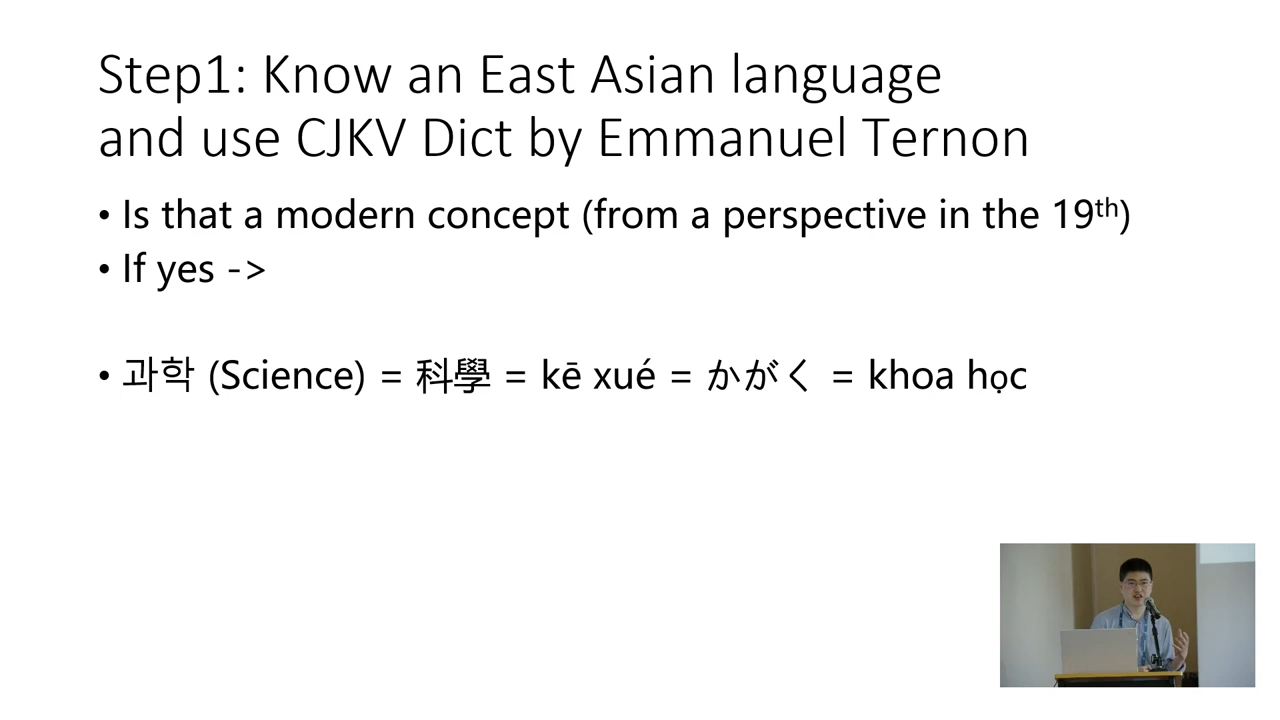 Step1: Know an East Asian language
and use CJKV Dict by Emmanuel Ternon
• Is that a modern concept (from a perspective in the 19th)
• If yes ->
• 과학 (Science) = 科學 = kē xué = かがく = khoa học